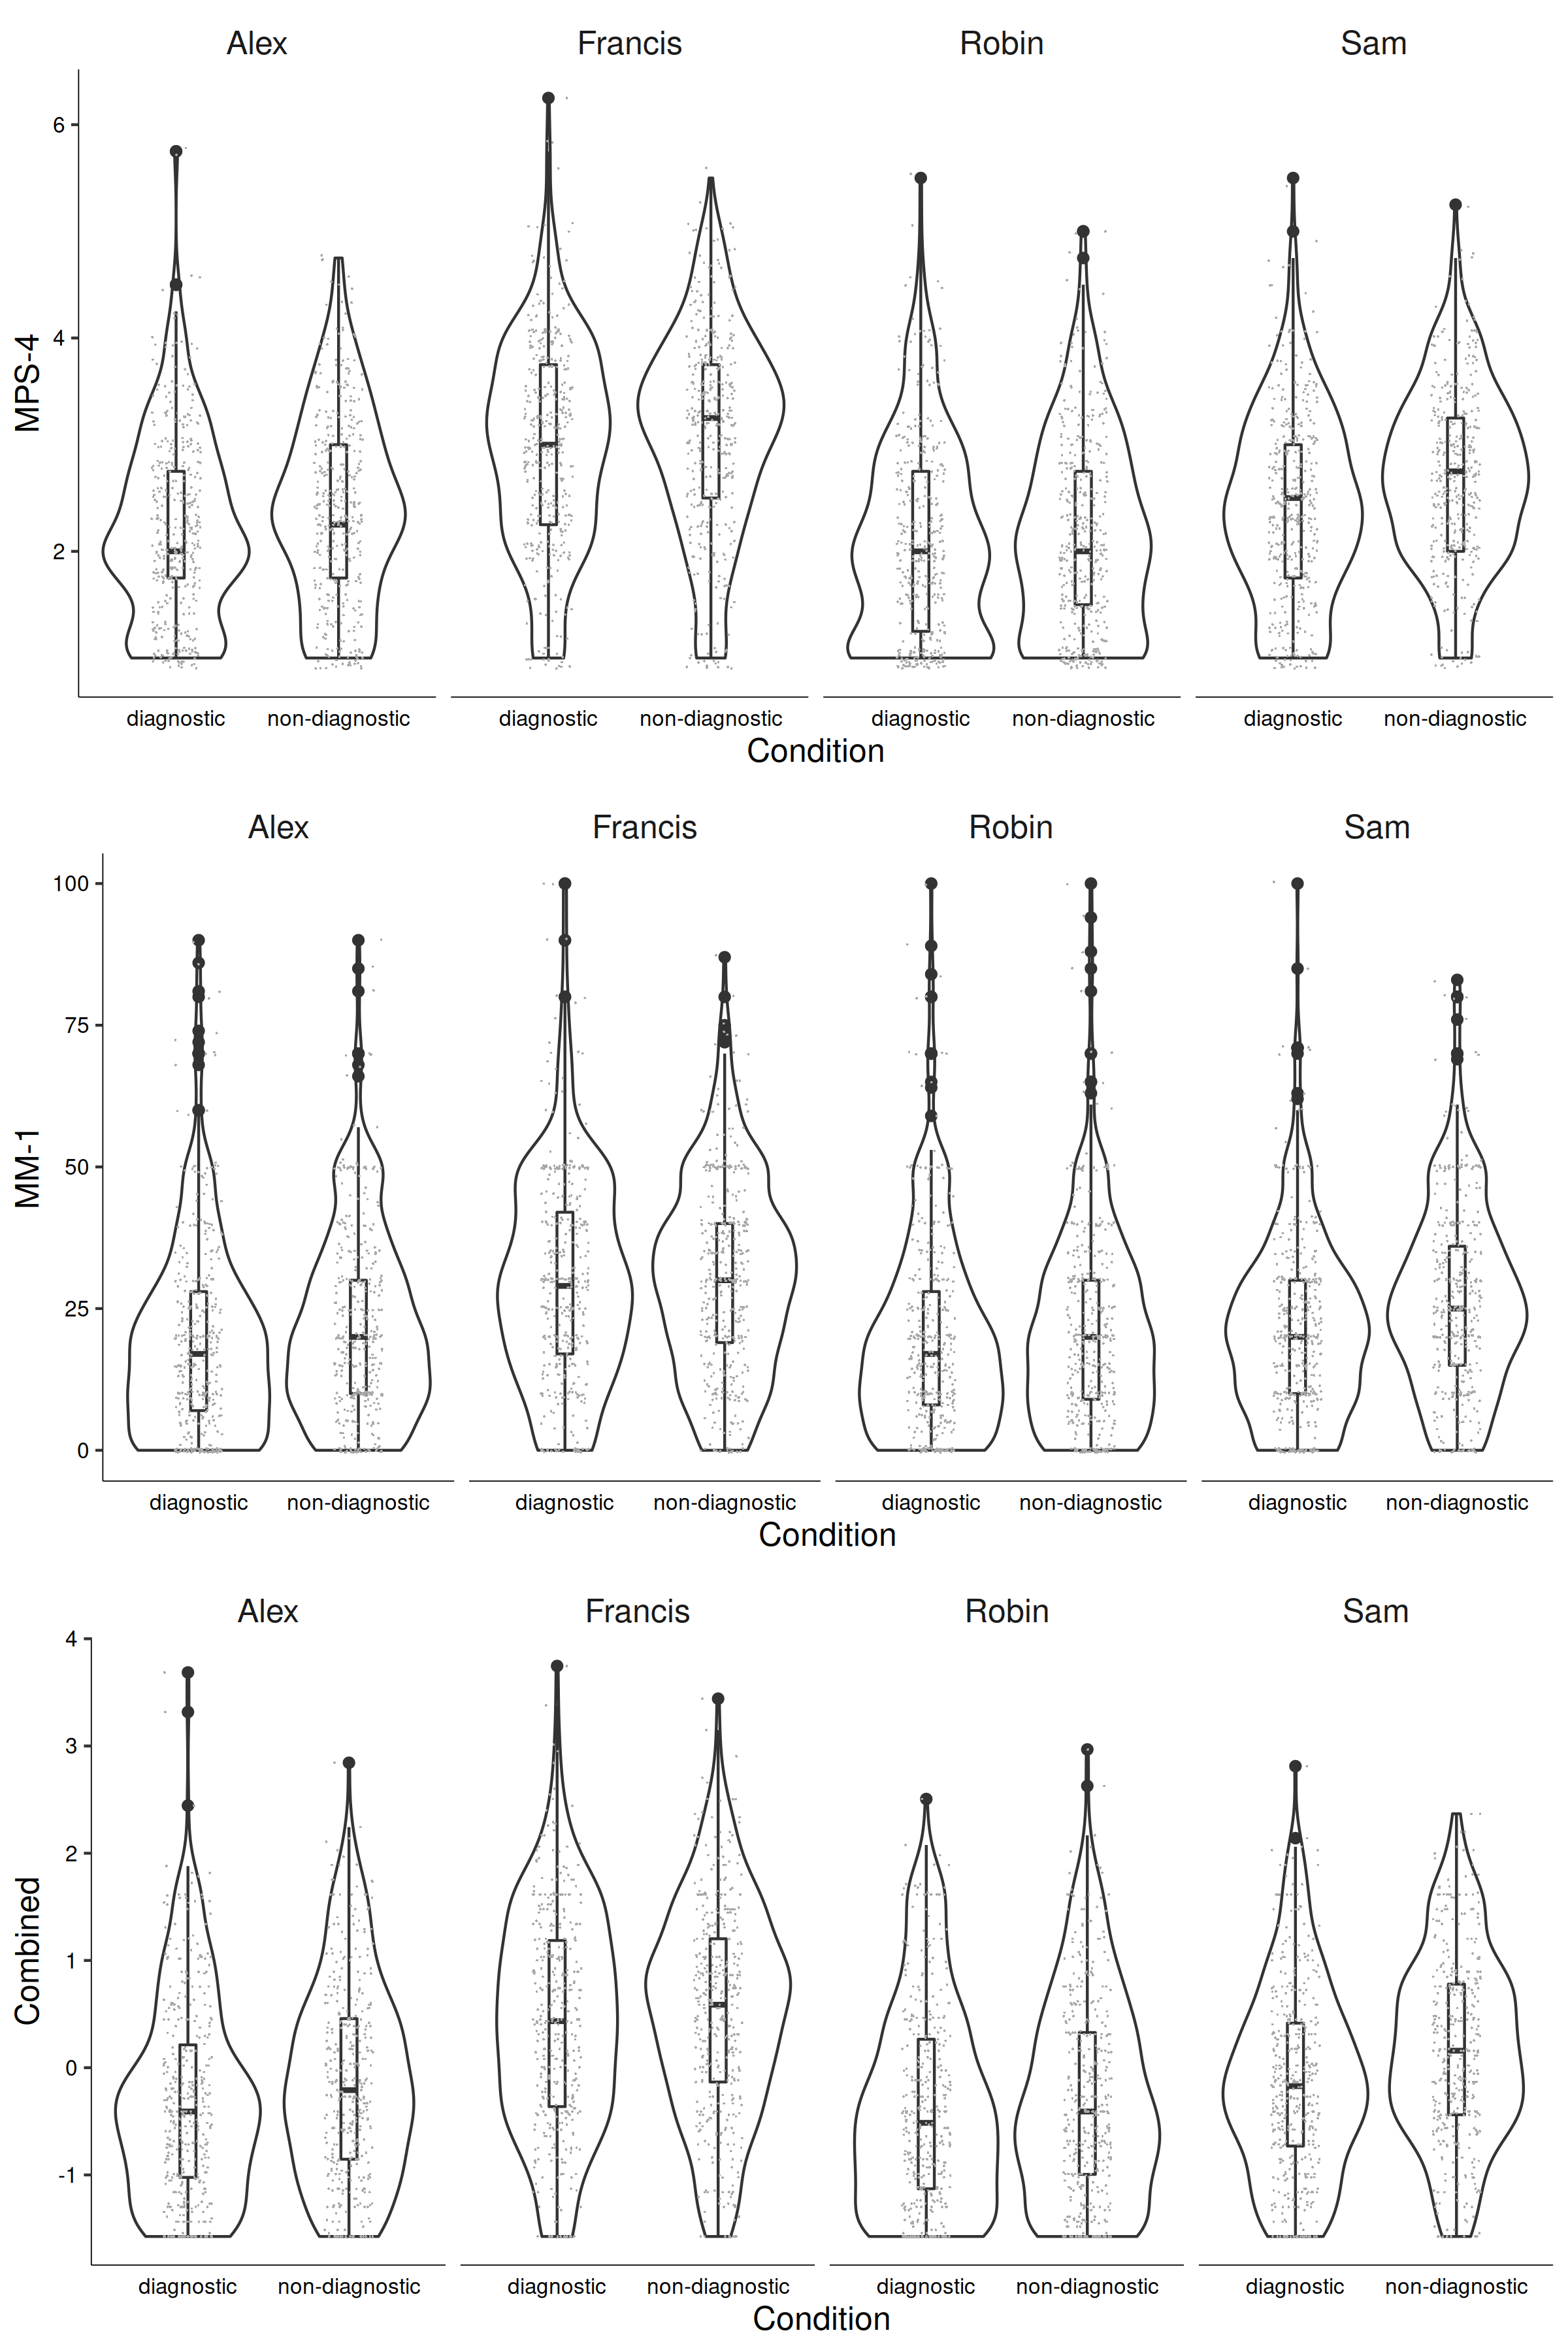 Alex Francis Robin Sam
6
4
2
MPS-4
diagnostic non-diagnostic diagnostic non-diagnostic diagnostic non-diagnostic diagnostic non-diagnostic
Condition
Alex Francis Robin Sam
100
75
50
25
0
MM-1
diagnostic non-diagnostic diagnostic non-diagnostic diagnostic non-diagnostic diagnostic non-diagnostic
Condition
Alex Francis Robin Sam
4
3
2
1
0
-1
Combined
diagnostic non-diagnostic diagnostic non-diagnostic diagnostic non-diagnostic diagnostic non-diagnostic
Condition